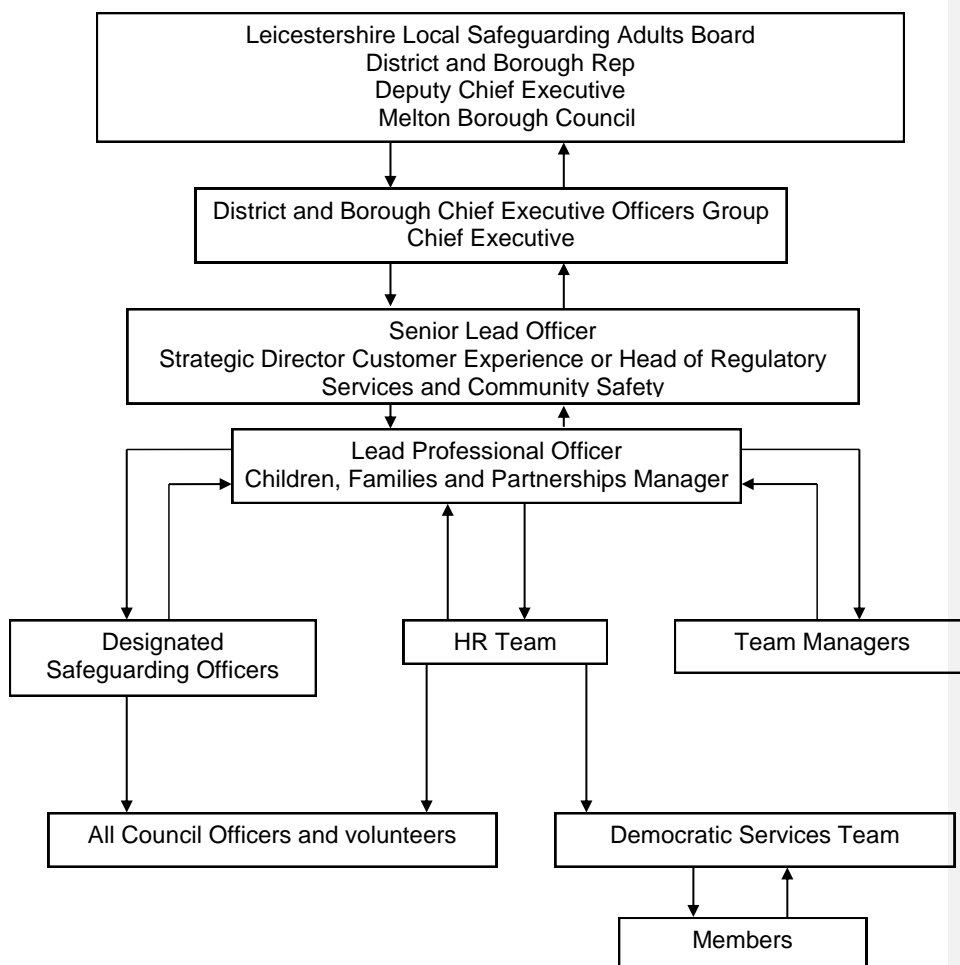 Leicestershire Local Safeguarding Adults Board
District and Borough Rep
Deputy Chief Executive
Melton Borough Council
District and Borough Chief Executive Officers Group
Chief Executive
Senior Lead Officer
Strategic Director Customer Experience or Head of Regulatory
Services and Community Safety
Lead Professional Officer
Children, Families and Partnerships Manager
Designated
Safeguarding Officers
HR Team
Team Managers
All Council Officers and volunteers
Democratic Services Team
Members